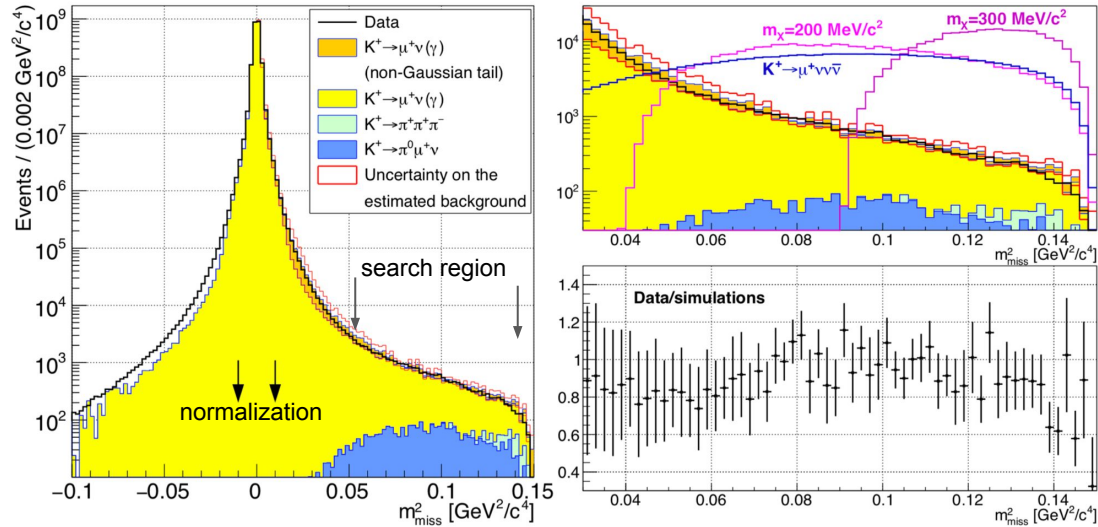 Events / (0.002 GeV²/c⁴)
10⁹
10⁸
10⁷
10⁶
10⁵
10⁴
10³
10²
Data
K⁺→μ⁺ν(γ)
(non-Gaussian tail)
K⁺→μ⁺ν(γ)
K⁺→π⁺π⁺π⁻
K⁺→π⁰μ⁺ν
Uncertainty on the
estimated background
search region
normalization
-0.1 -0.05 0 0.05 0.1 0.15
m²miss [GeV²/c⁴]
10⁴
10³
10²
mX=200 MeV/c²
mX=300 MeV/c²
K⁺→μ⁺ννν̅
0.04 0.06 0.08 0.1 0.12 0.14
m²miss [GeV²/c⁴]
Data/simulations
1.4
1.2
1
0.8
0.6
0.4
0.04 0.06 0.08 0.1 0.12 0.14
m²miss [GeV²/c⁴]